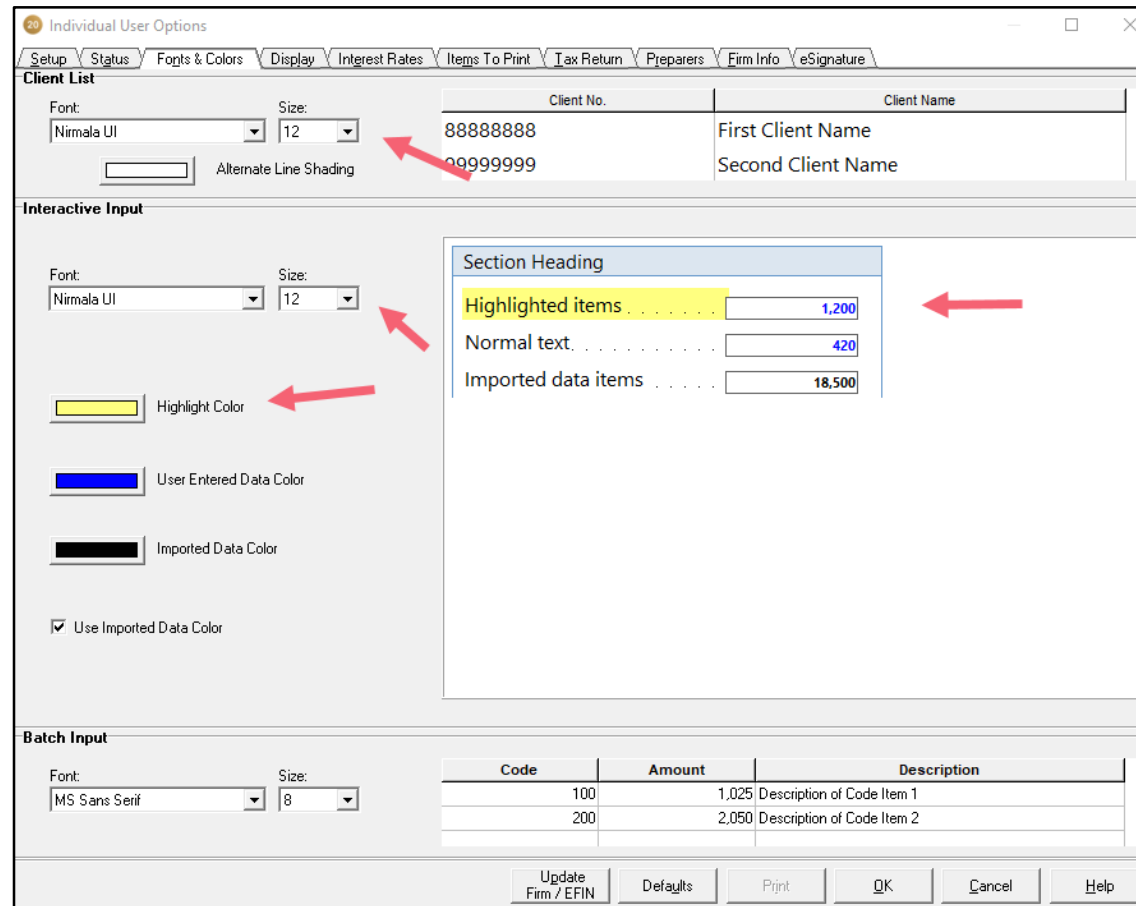 20 Individual User Options
Setup Status Fonts & Colors Display Interest Rates Items To Print Tax Return Preparers Firm Info eSignature
Client List
Font: Size:
Nirmala UI 12
Alternate Line Shading
Client No. Client Name
88888888 First Client Name
99999999 Second Client Name
Interactive Input
Font: Size:
Nirmala UI 12
Highlight Color
User Entered Data Color
Imported Data Color
Use Imported Data Color
Section Heading
Highlighted items . . . . . . . 1,200
Normal text. . . . . . . . . . . 420
Imported data items . . . . . 18,500
Batch Input
Font: Size:
MS Sans Serif 8
Code Amount Description
100 1,025 Description of Code Item 1
200 2,050 Description of Code Item 2
Update Firm / EFIN Defaults Print OK Cancel Help